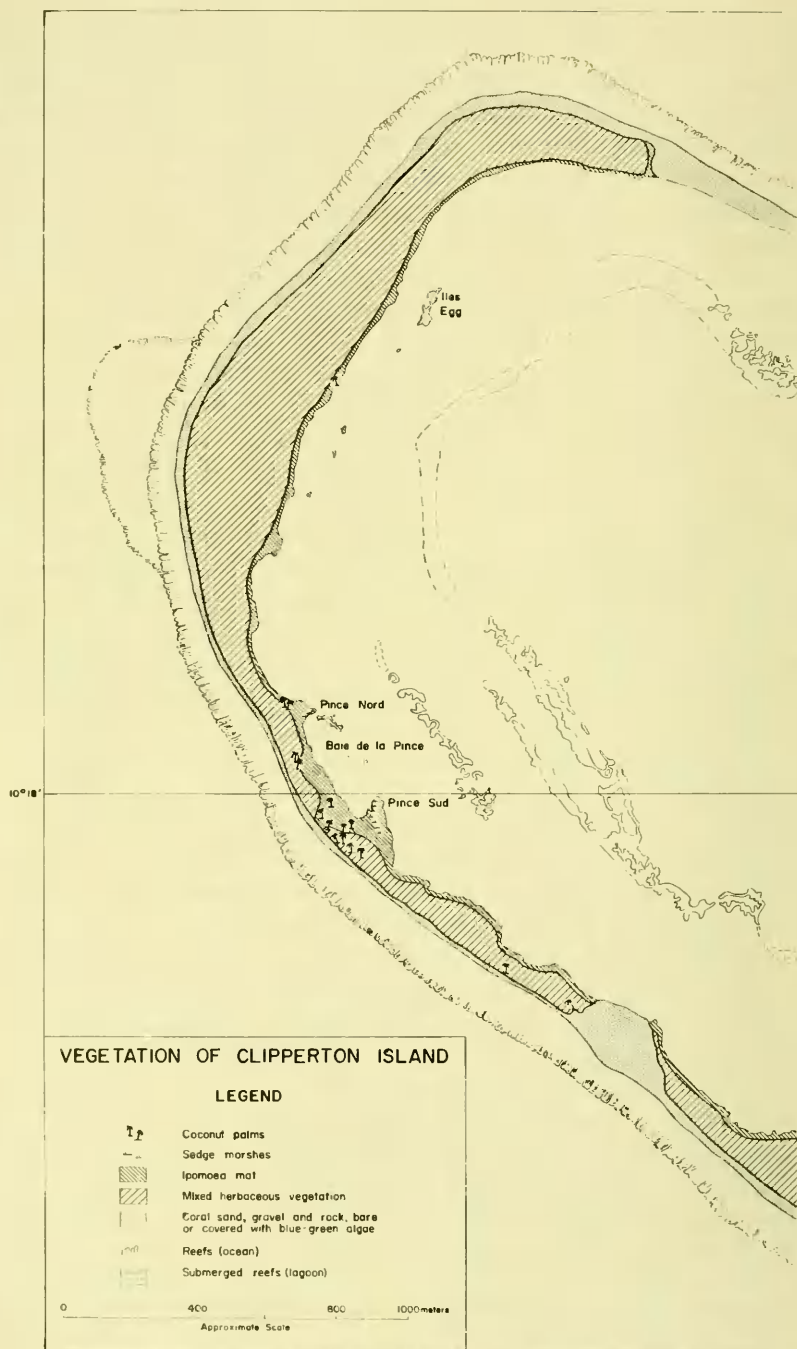 Iles
Egg
Pince Nord
Baie de la Pince
10°18'
Pince Sud
VEGETATION OF CLIPPERTON ISLAND
LEGEND
Coconut palms
Sedge marshes
Ipomoea mat
Mixed herbaceous vegetation
Coral sand, gravel and rock, bare
or covered with blue-green algae
Reefs (ocean)
Submerged reefs (lagoon)
0 400 800 1000 meters
Approximate Scale